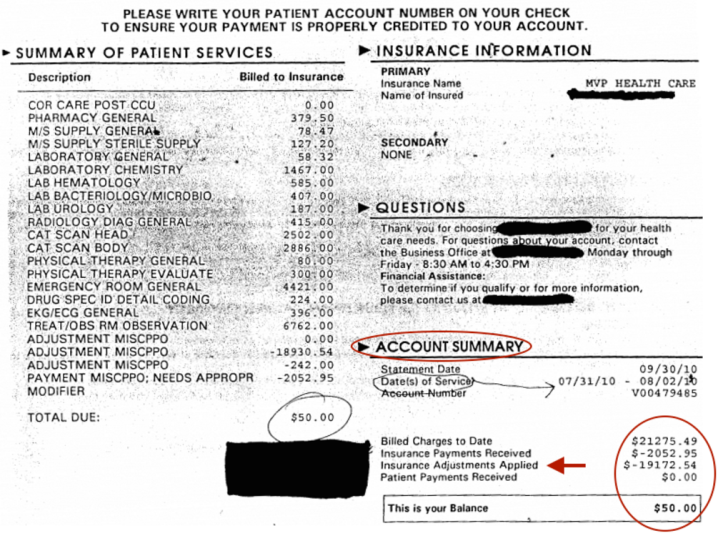 PLEASE WRITE YOUR PATIENT ACCOUNT NUMBER ON YOUR CHECK
TO ENSURE YOUR PAYMENT IS PROPERLY CREDITED TO YOUR ACCOUNT.
SUMMARY OF PATIENT SERVICES
Description Billed to Insurance
COR CARE POST CCU 0.00
PHARMACY GENERAL 379.50
M/S SUPPLY GENERAL 78.47
M/S SUPPLY STERILE SUPPLY 127.20
LABORATORY GENERAL 58.32
LABORATORY CHEMISTRY 1467.00
LAB HEMATOLOGY 585.00
LAB BACTERIOLOGY/MICROBIO 407.00
LAB UROLOGY 187.00
RADIOLOGY DIAG GENERAL 415.00
CAT SCAN HEAD 2502.00
CAT SCAN BODY 2886.00
PHYSICAL THERAPY GENERAL 80.00
PHYSICAL THERAPY EVALUATE 300.00
EMERGENCY ROOM GENERAL 4421.00
DRUG SPEC ID DETAIL CODING 224.00
EKG/ECG GENERAL 396.00
TREAT/OBS RM OBSERVATION 6762.00
ADJUSTMENT MISCPPO 0.00
ADJUSTMENT MISCPPO -18930.54
ADJUSTMENT MISCPPO -242.00
PAYMENT MISCPPO; NEEDS APPROPR -2052.95
MODIFIER
TOTAL DUE: $50.00
INSURANCE INFORMATION
PRIMARY
Insurance Name MVP HEALTH CARE
Name of Insured
SECONDARY
NONE
QUESTIONS
Thank you for choosing for your health
care needs. For questions about your account, contact
the Business Office at Monday through
Friday - 8:30 AM to 4:30 PM
Financial Assistance:
To determine if you qualify or for more information,
please contact us at
ACCOUNT SUMMARY
Statement Date 09/30/10
Date(s) of Service 07/31/10 - 08/02/10
Account Number V00479485
Billed Charges to Date $21275.49
Insurance Payments Received $-2052.95
Insurance Adjustments Applied $-19172.54
Patient Payments Received $0.00
This is your Balance $50.00